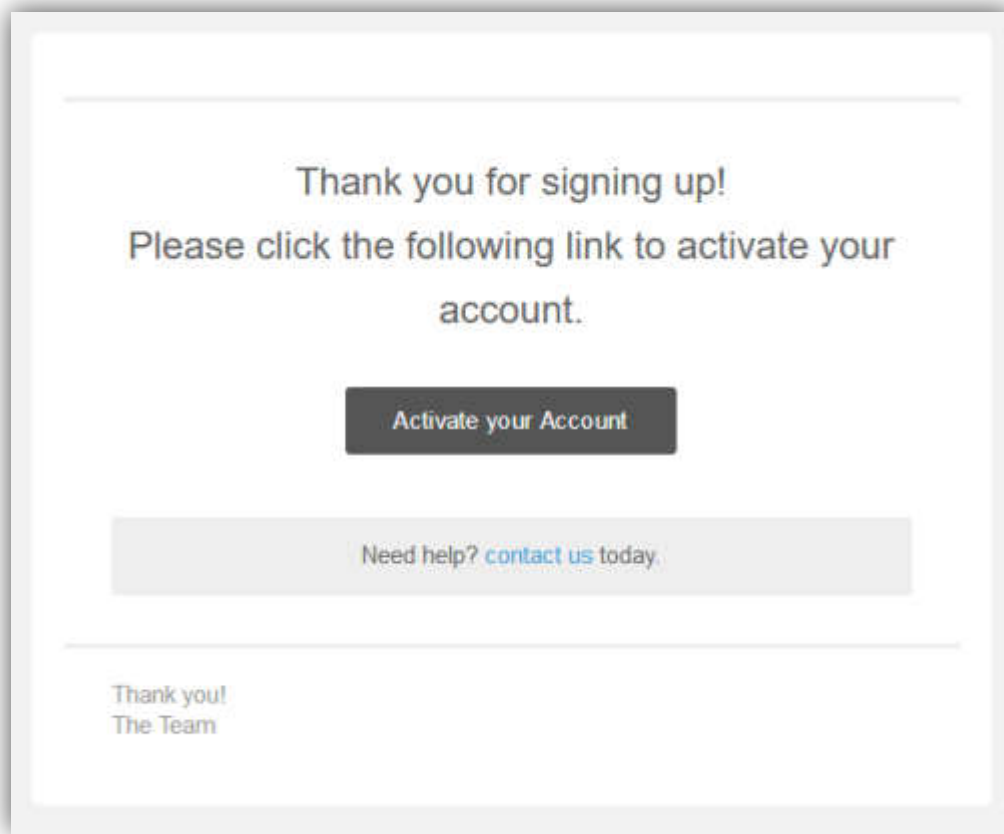 Thank you for signing up!
Please click the following link to activate your
account.
Activate your Account
Need help? contact us today.
Thank you!
The Team